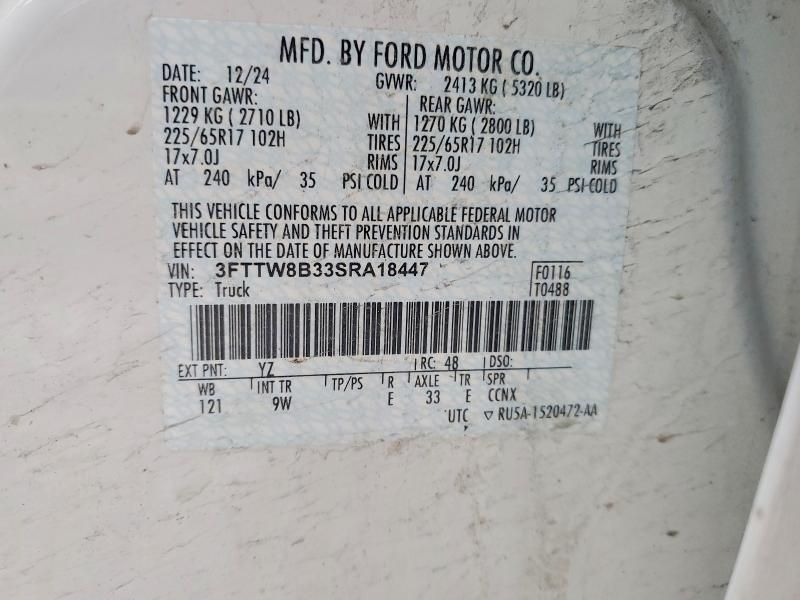 MFD. BY FORD MOTOR CO.
DATE: 12/24 GVWR: 2413 KG ( 5320 LB)
FRONT GAWR: REAR GAWR:
1229 KG ( 2710 LB) WITH 1270 KG ( 2800 LB) WITH
225/65R17 102H TIRES 225/65R17 102H TIRES
17x7.0J RIMS 17x7.0J RIMS
AT 240 kPa/ 35 PSI COLD AT 240 kPa/ 35 PSI COLD
THIS VEHICLE CONFORMS TO ALL APPLICABLE FEDERAL MOTOR
VEHICLE SAFETY AND THEFT PREVENTION STANDARDS IN
EFFECT ON THE DATE OF MANUFACTURE SHOWN ABOVE.
VIN: 3FTTW8B33SRA18447 F0116
TYPE: Truck T0488
EXT PNT: YZ RC: 48 DSO:
WB INT TR TP/PS R AXLE TR SPR
121 9W E 33 E CCNX
UTC ▽ RU5A-1520472-AA